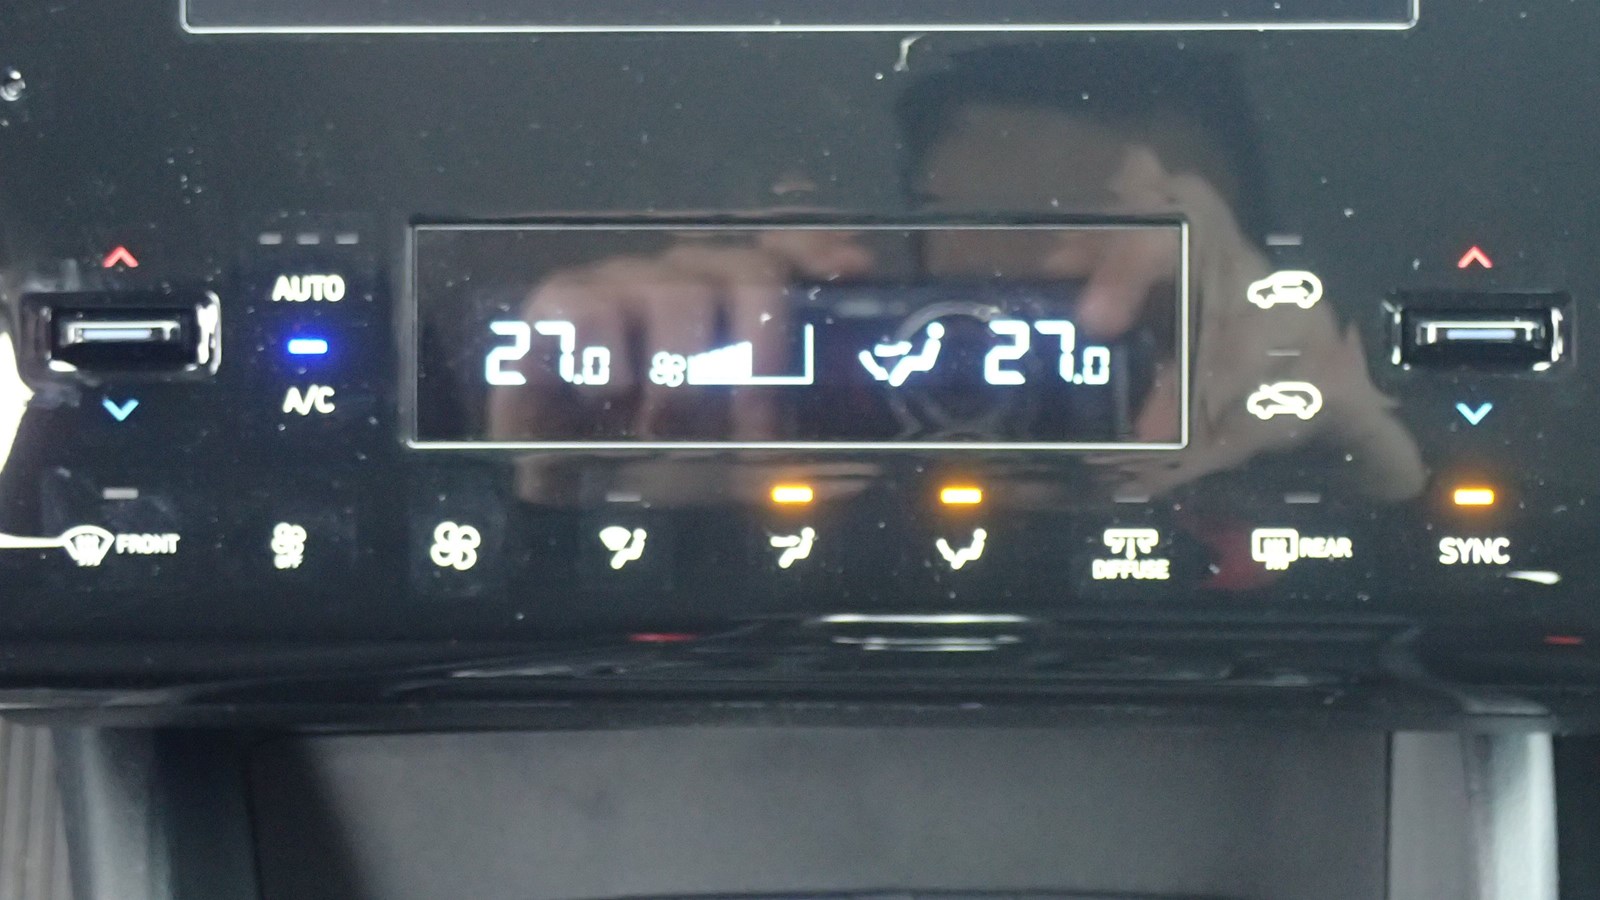 AUTO
27.0 27.0
A/C
FRONT OFF DIFFUSE REAR SYNC